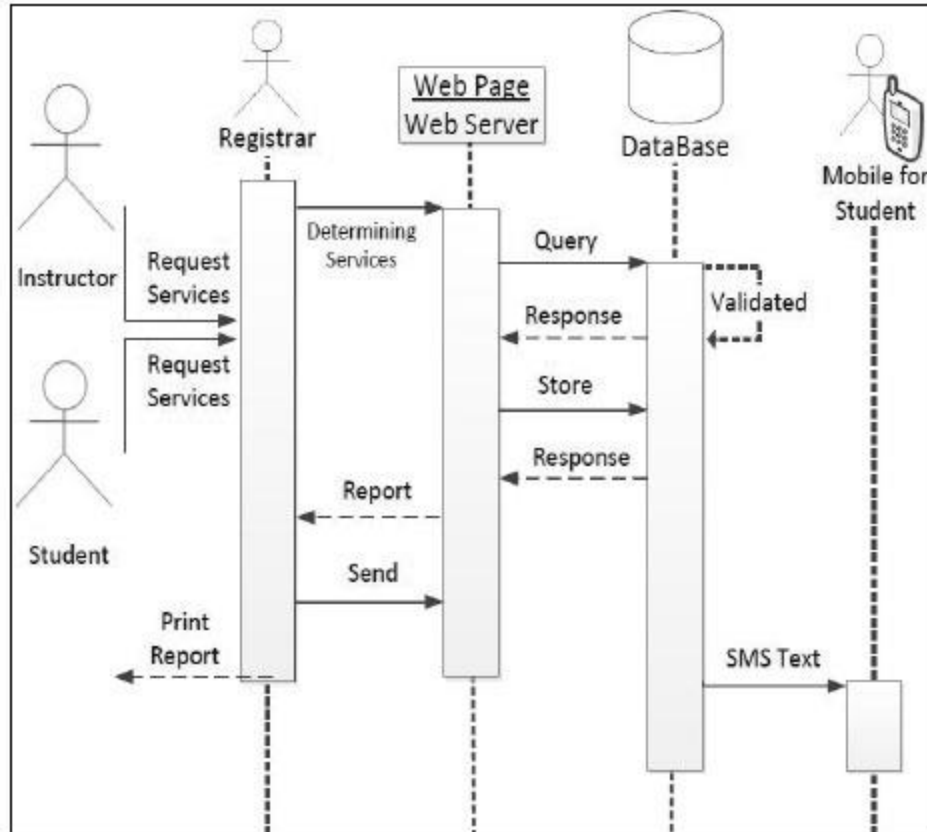 Registrar
Web Page
Web Server
DataBase
Mobile for
Student
Instructor
Request
Services
Request
Services
Student
Determining
Services
Query
Validated
Response
Store
Response
Report
Send
Print
Report
SMS Text